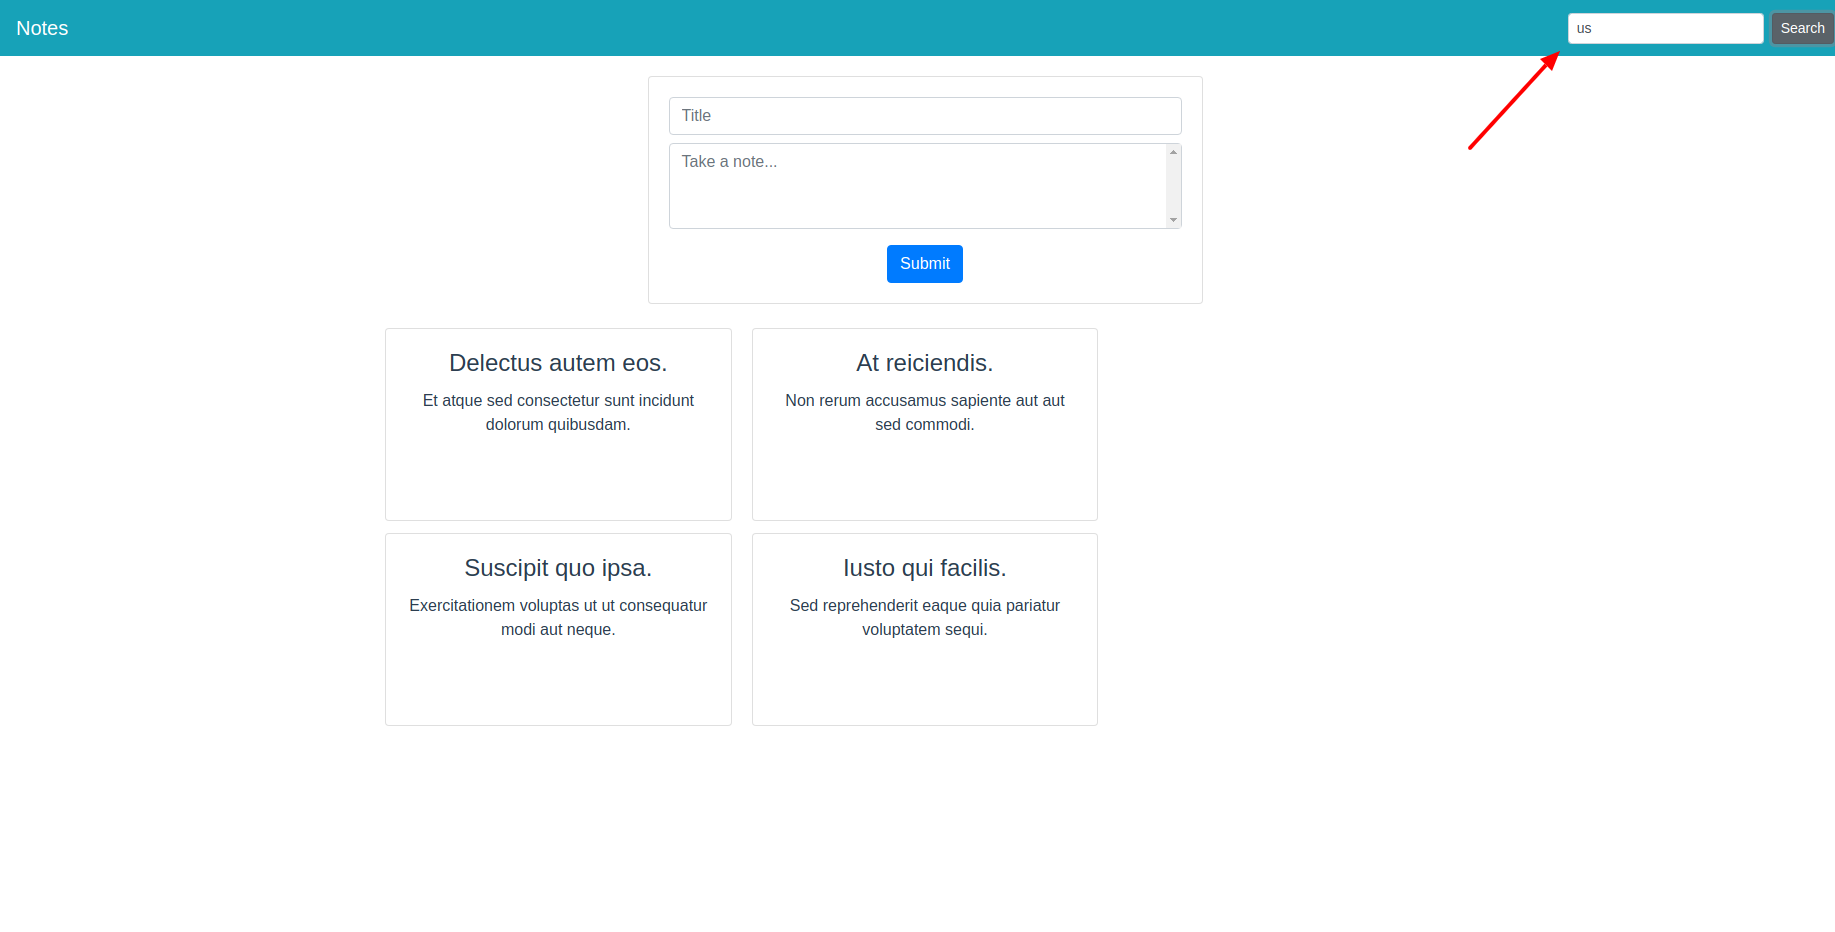 Notes
us
Search
Title
Take a note...
Submit
Delectus autem eos.
Et atque sed consectetur sunt incidunt
dolorum quibusdam.
At reiciendis.
Non rerum accusamus sapiente aut aut
sed commodi.
Suscipit quo ipsa.
Exercitationem voluptas ut ut consequatur
modi aut neque.
Iusto qui facilis.
Sed reprehenderit eaque quia pariatur
voluptatem sequi.